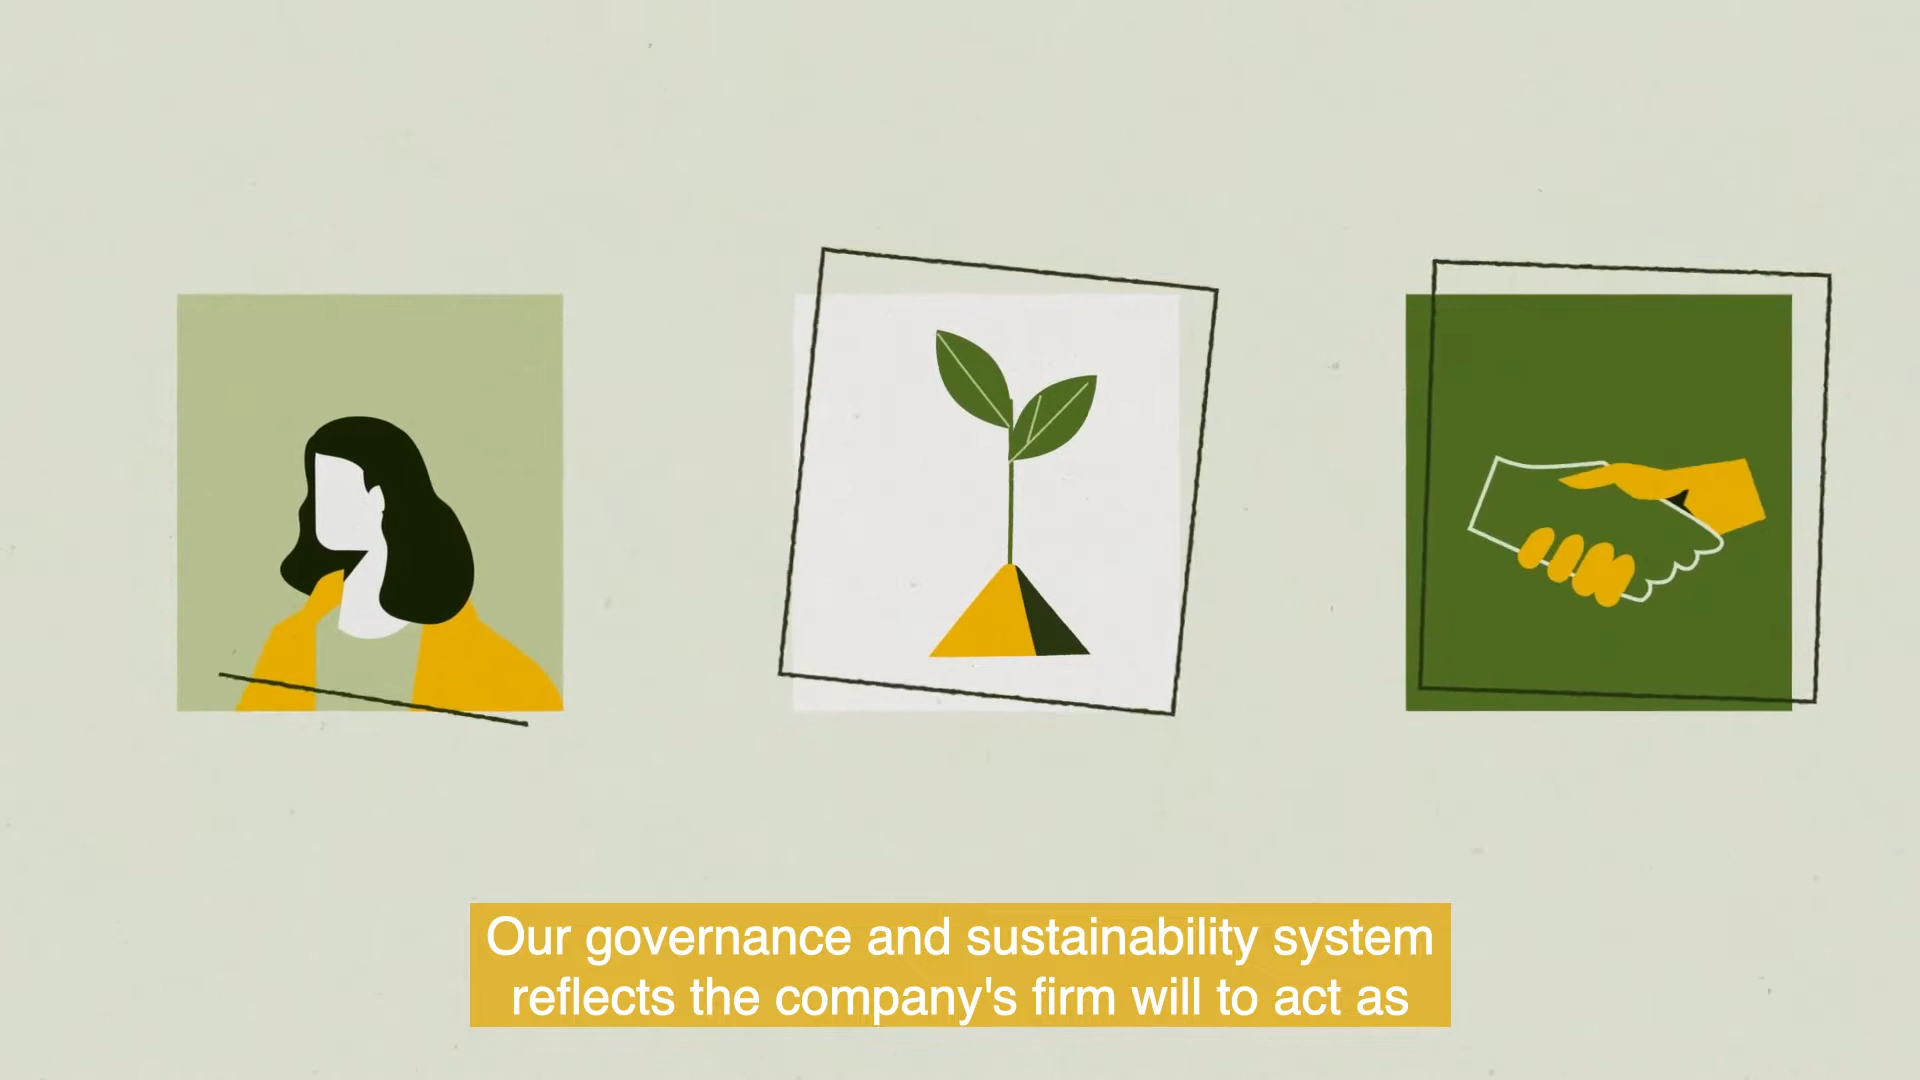 Our governance and sustainability system
reflects the company's firm will to act as